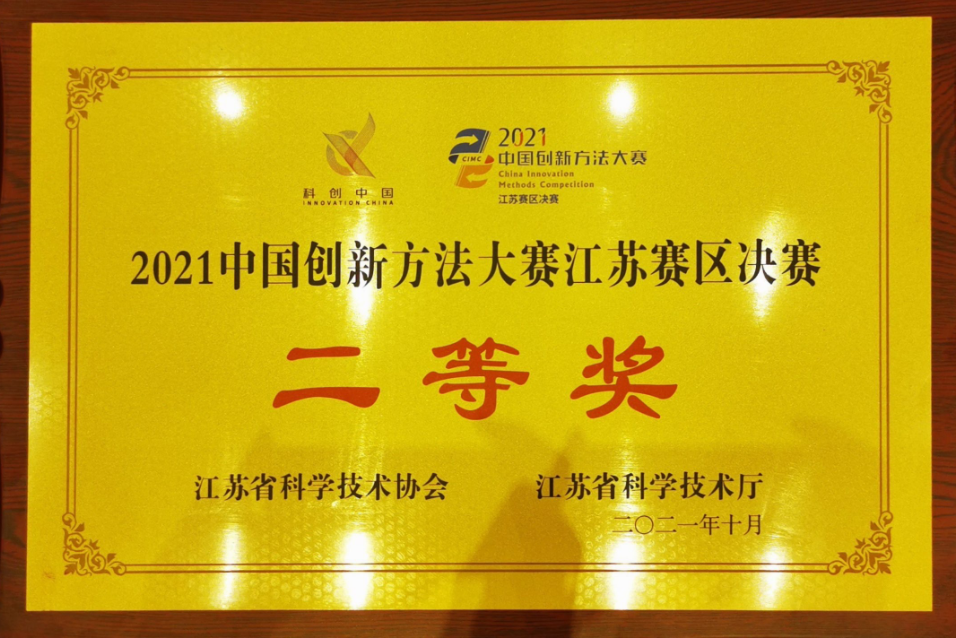 科创中国
INNOVATION CHINA
CIMC
2021
中国创新方法大赛
China Innovation
Methods Competition
江苏赛区决赛
2021中国创新方法大赛江苏赛区决赛
二等奖
江苏省科学技术协会 江苏省科学技术厅
二〇二一年十月